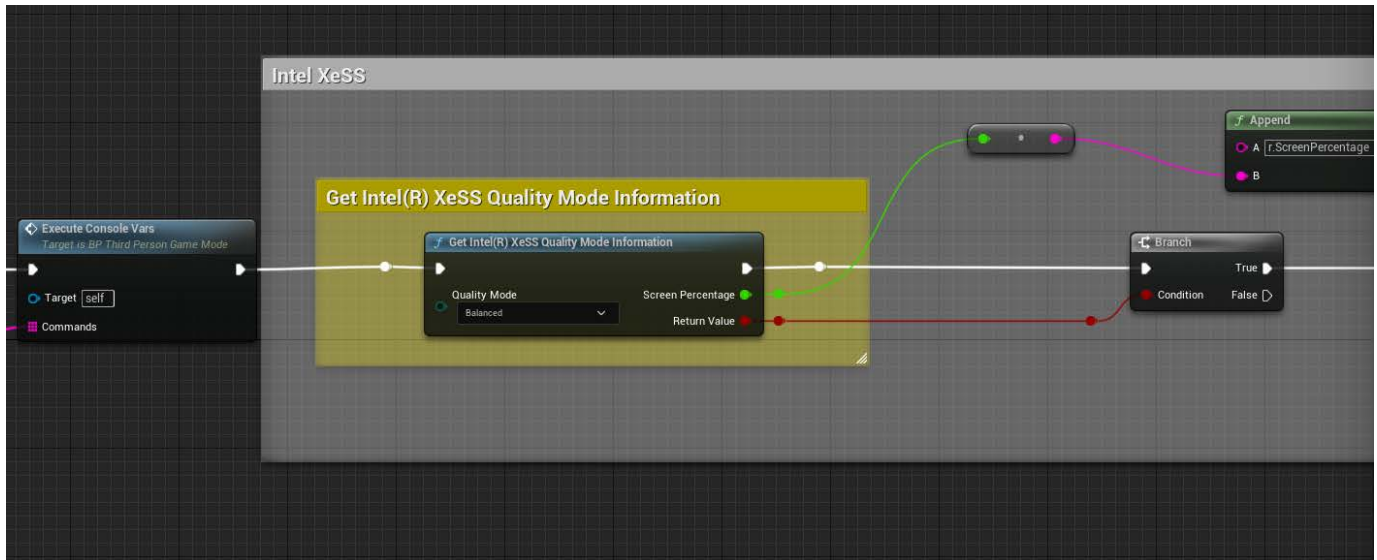 Intel XeSS
Append
A r.ScreenPercentage
B
Get Intel(R) XeSS Quality Mode Information
Execute Console Vars
Target is BP Third Person Game Mode
Target self
Commands
Get Intel(R) XeSS Quality Mode Information
Quality Mode
Balanced
Screen Percentage
Return Value
Branch
True
Condition
False